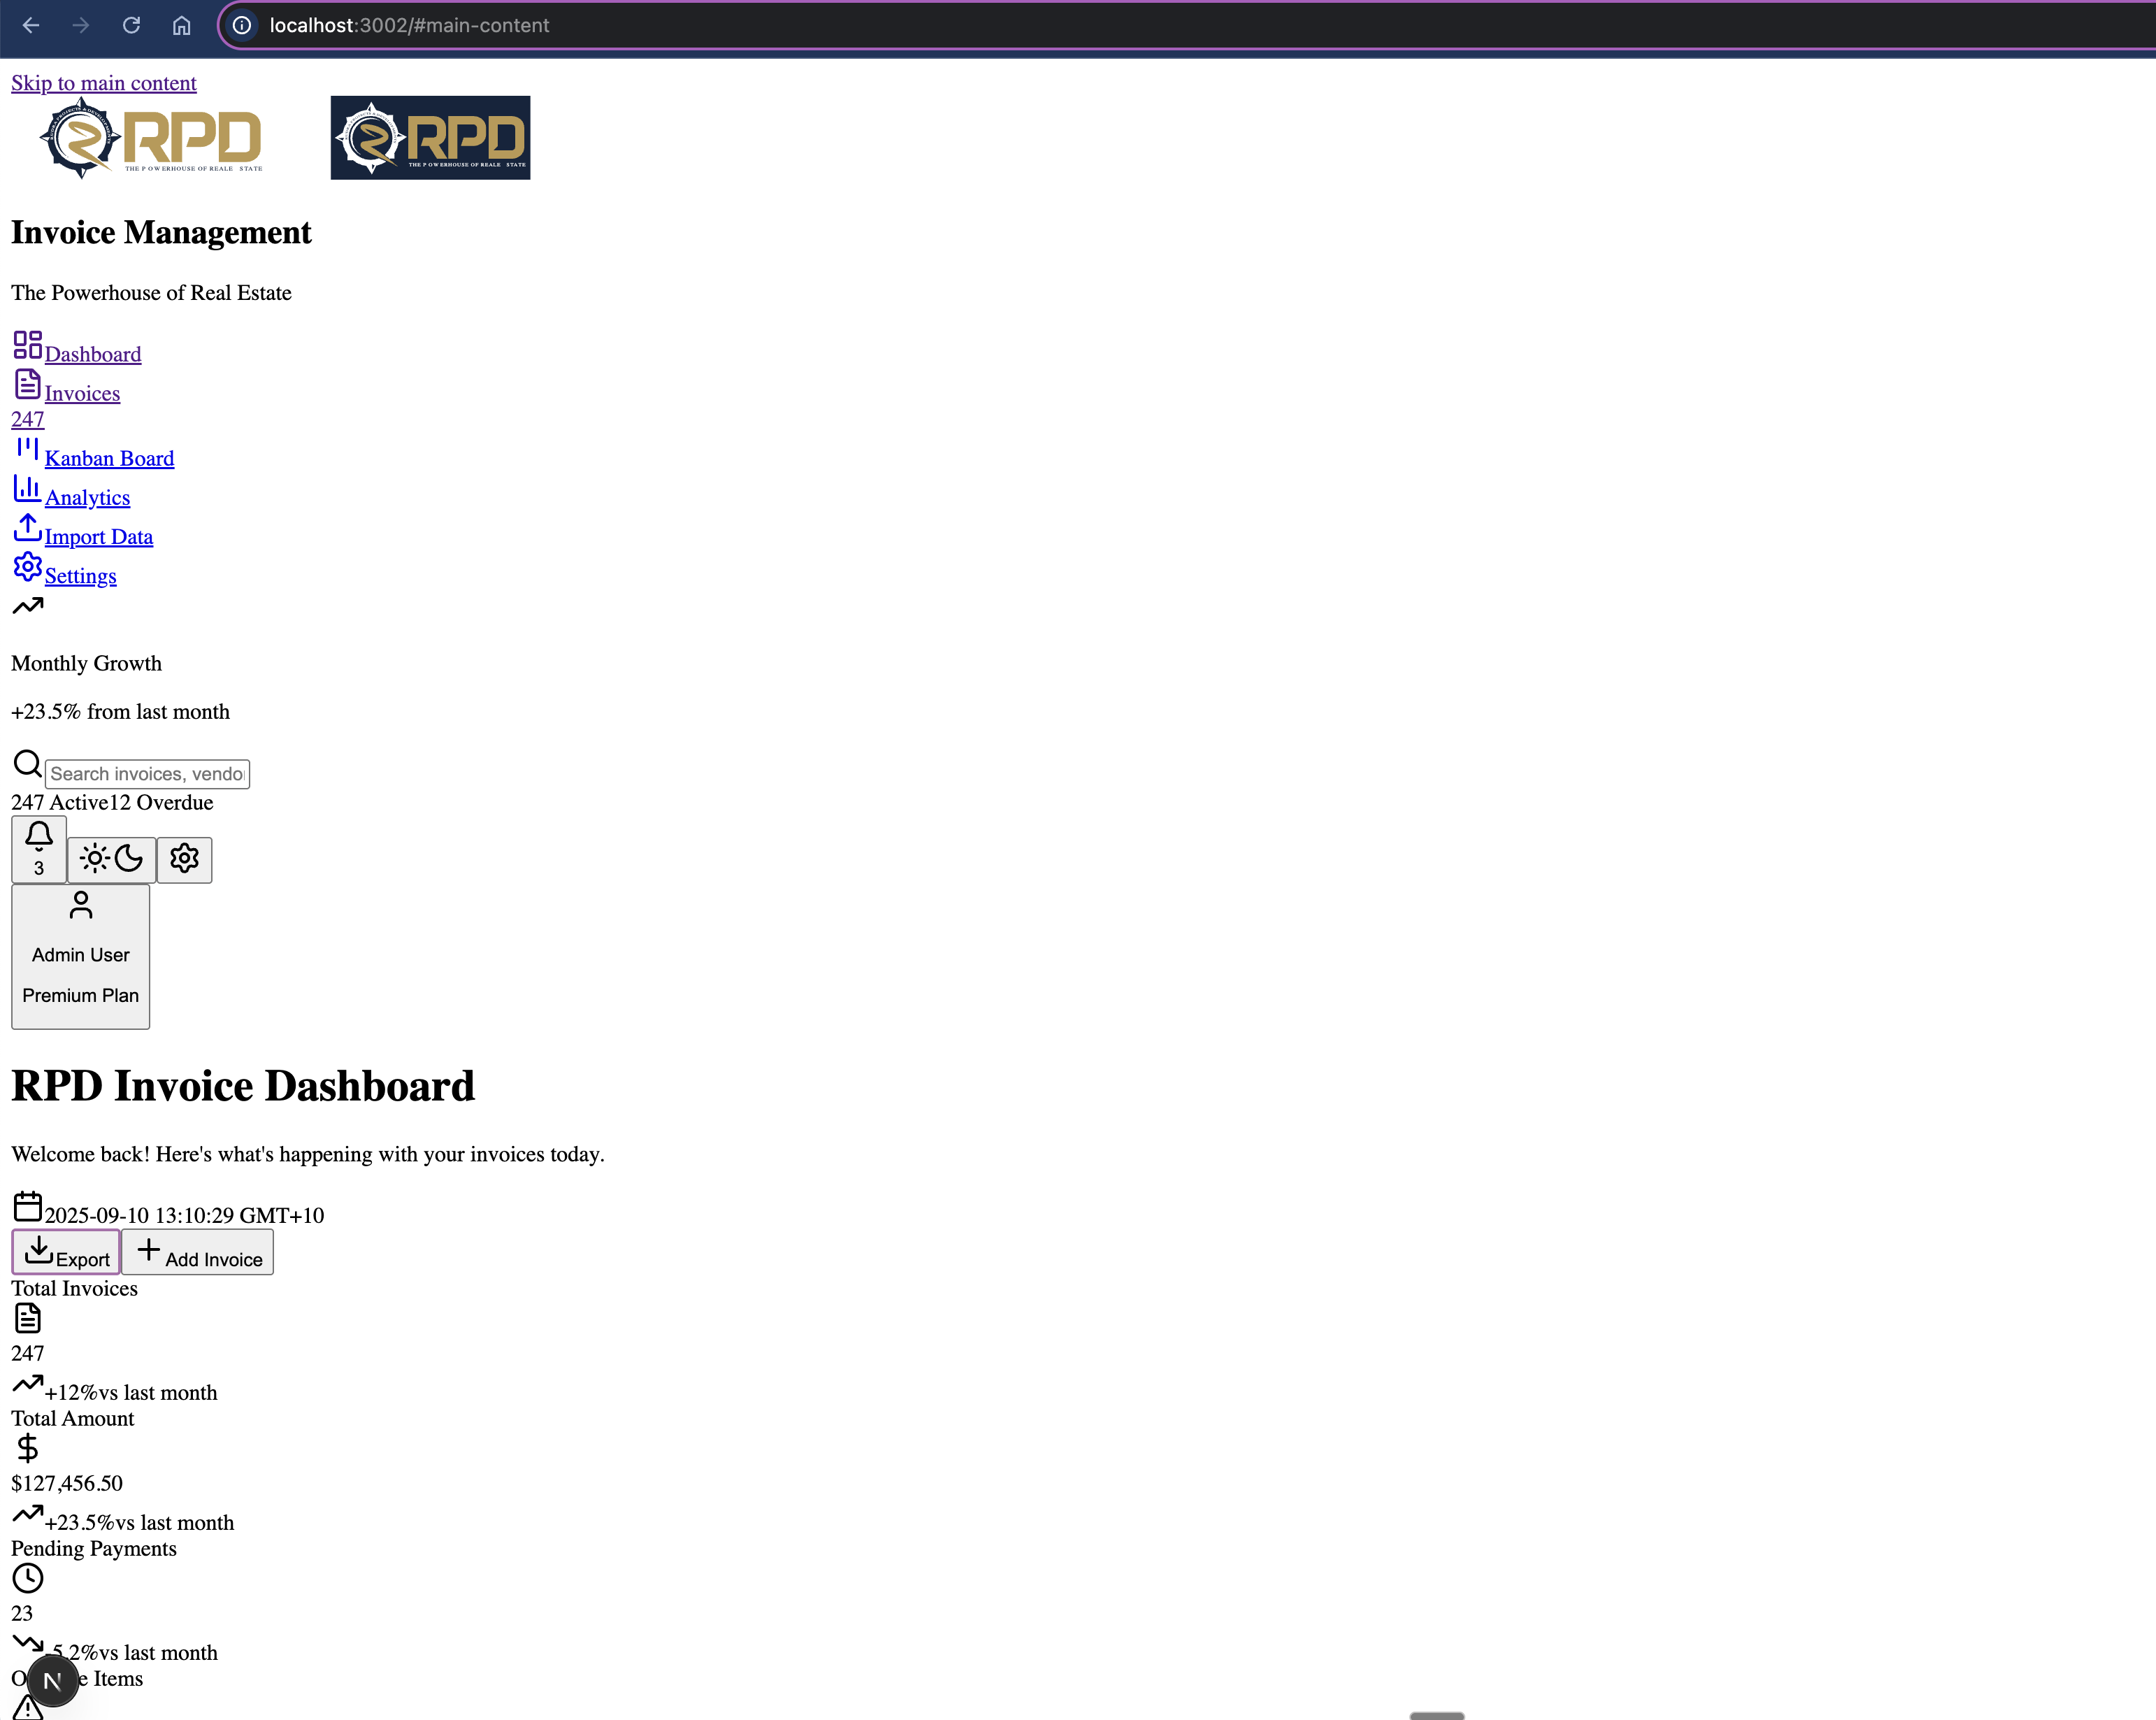 localhost:3002/#main-content
Skip to main content
RPD
THE POWERHOUSE OF REALE STATE
RPD
THE POWERHOUSE OF REALE STATE
Invoice Management
The Powerhouse of Real Estate
Dashboard
Invoices
247
Kanban Board
Analytics
Import Data
Settings
Monthly Growth
+23.5% from last month
Search invoices, vendo
247 Active12 Overdue
3
Admin User
Premium Plan
RPD Invoice Dashboard
Welcome back! Here's what's happening with your invoices today.
2025-09-10 13:10:29 GMT+10
Export
Add Invoice
Total Invoices
247
+12%vs last month
Total Amount
$127,456.50
+23.5%vs last month
Pending Payments
23
5.2%vs last month
Items
N